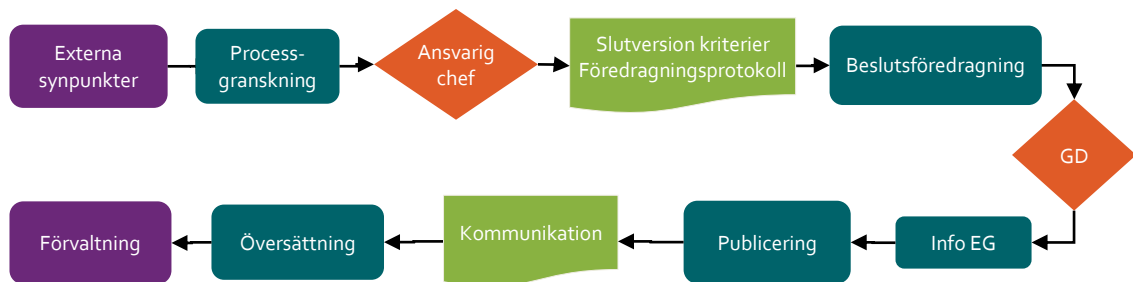 Externa
synpunkter
Process-
granskning
Ansvarig
chef
Slutversion kriterier
Föredragningsprotokoll
Beslutsföredragning
GD
Info EG
Publicering
Kommunikation
Översättning
Förvaltning